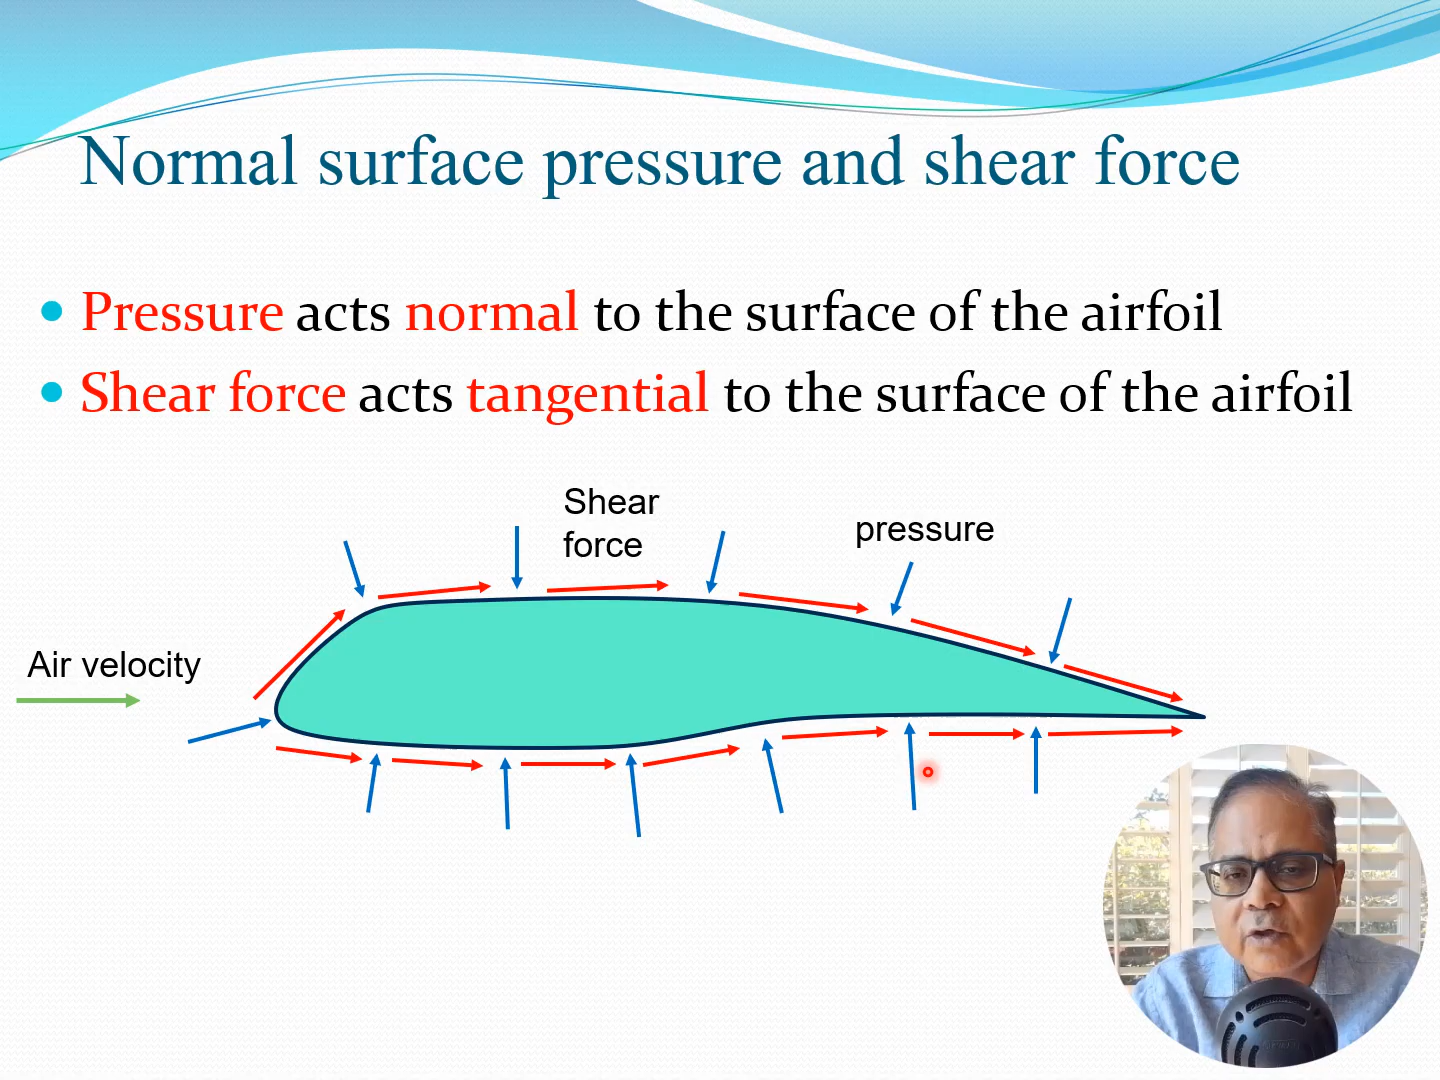 Normal surface pressure and shear force
Pressure acts normal to the surface of the airfoil
Shear force acts tangential to the surface of the airfoil
Shear
force
pressure
Air velocity